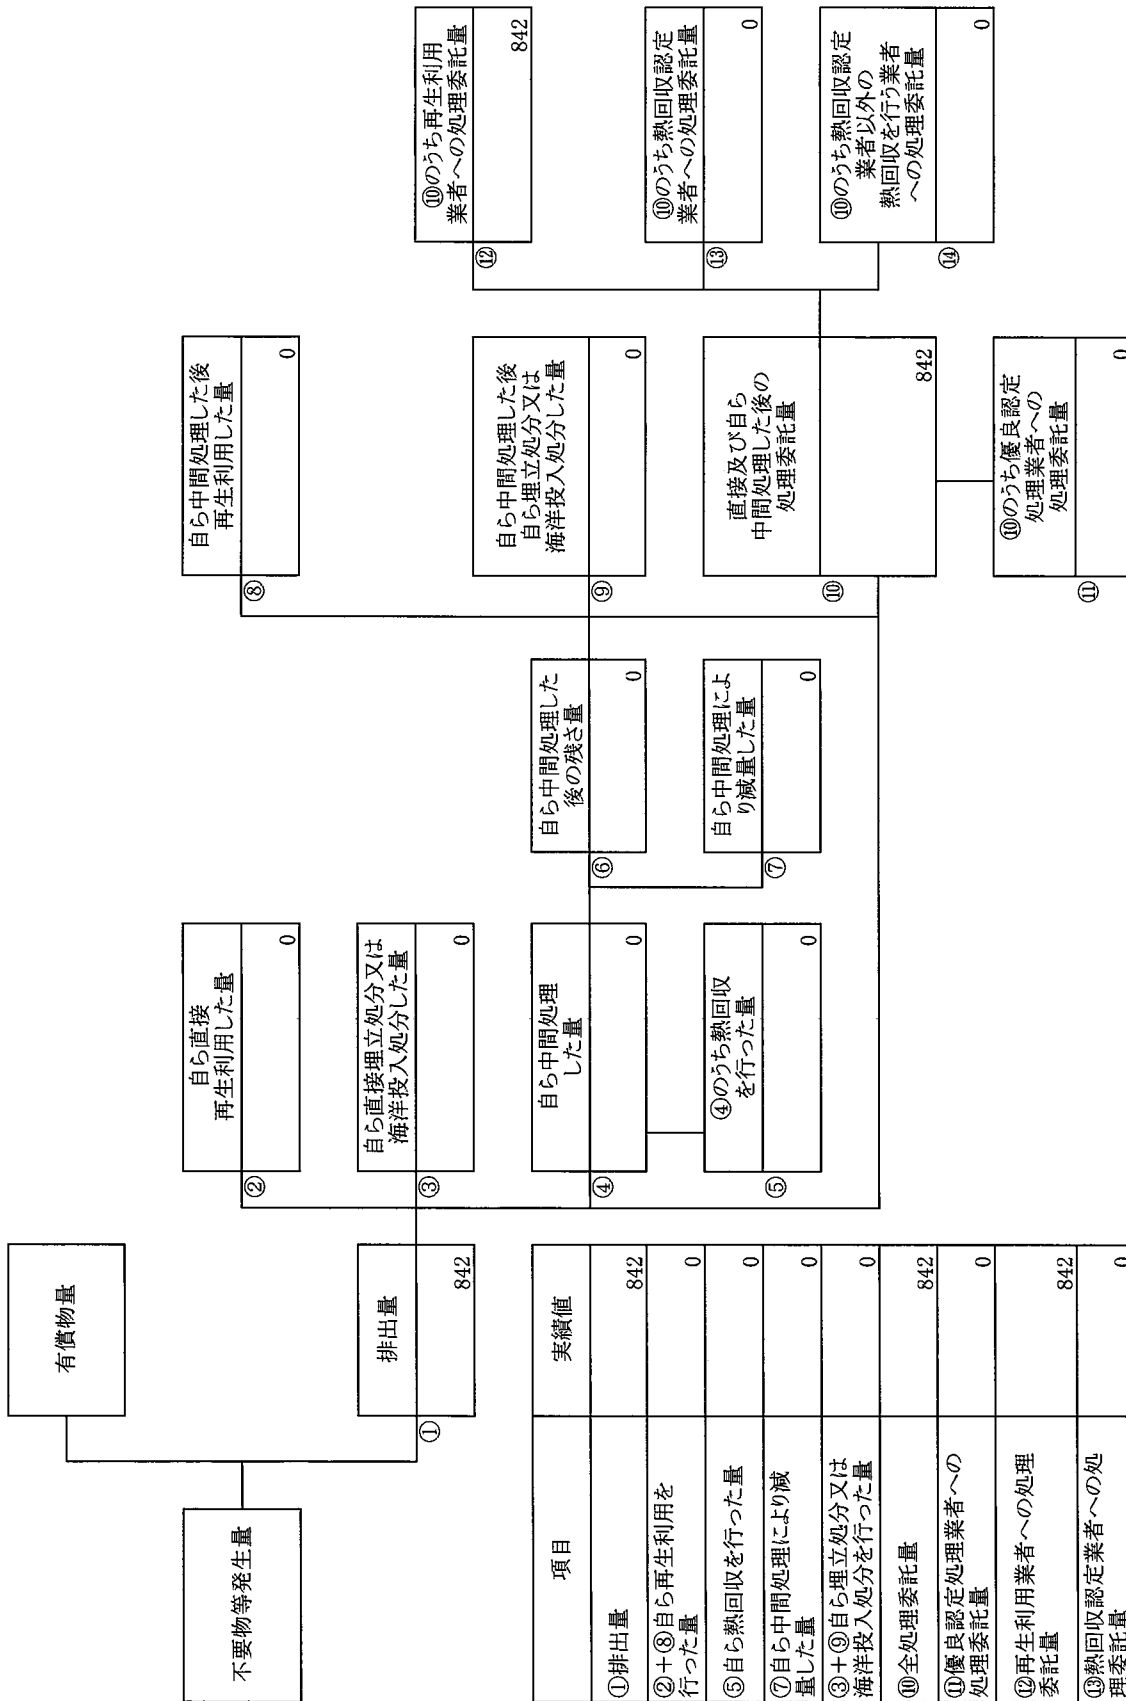 不要物等発生量
有償物量
①
排出量
842
②
自ら直接
再生利用した量
0
③
自ら直接埋立処分又は
海洋投入処分した量
0
④
自ら中間処理
した量
0
⑤
④のうち熱回収
を行った量
0
⑥
自ら中間処理した
後の残さ量
0
⑦
自ら中間処理によ
り減量した量
0
⑧
自ら中間処理した後
再生利用した量
0
⑨
自ら中間処理した後
自ら埋立処分又は
海洋投入処分した量
0
⑩
直接及び自ら
中間処理した後の
処理委託量
842
⑪
⑩のうち優良認定
処理業者への
処理委託量
0
⑫
⑩のうち再生利用
業者への処理委託量
842
⑬
⑩のうち熱回収認定
業者への処理委託量
0
⑭
⑩のうち熱回収認定
業者以外の
熱回収を行う業者
への処理委託量
0
項目
実績値
①排出量
842
②+⑧自ら再生利用を
行った量
0
⑤自ら熱回収を行った量
0
⑦自ら中間処理により減
量した量
0
③+⑨自ら埋立処分又は
海洋投入処分を行った量
0
⑩全処理委託量
842
⑪優良認定処理業者への
処理委託量
0
⑫再生利用業者への処理
委託量
842
⑬熱回収認定業者への処
理委託量
0